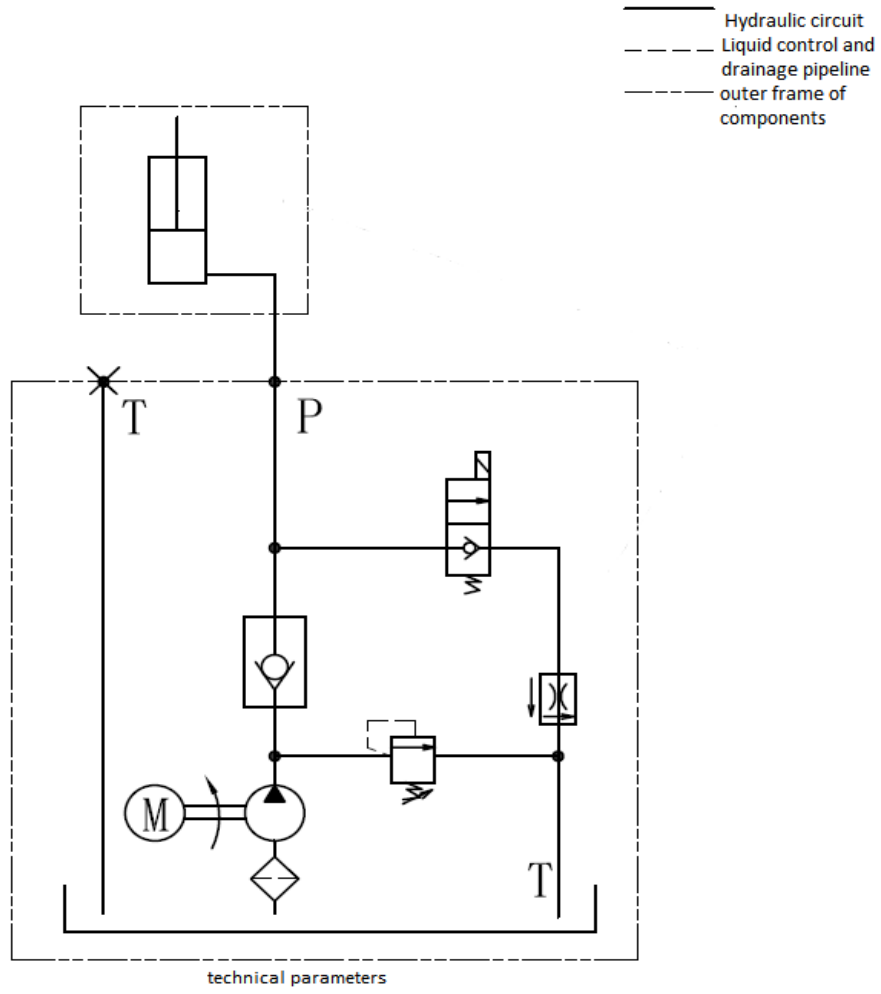 Hydraulic circuit
Liquid control and
drainage pipeline
outer frame of
components
T
P
M
T
technical parameters